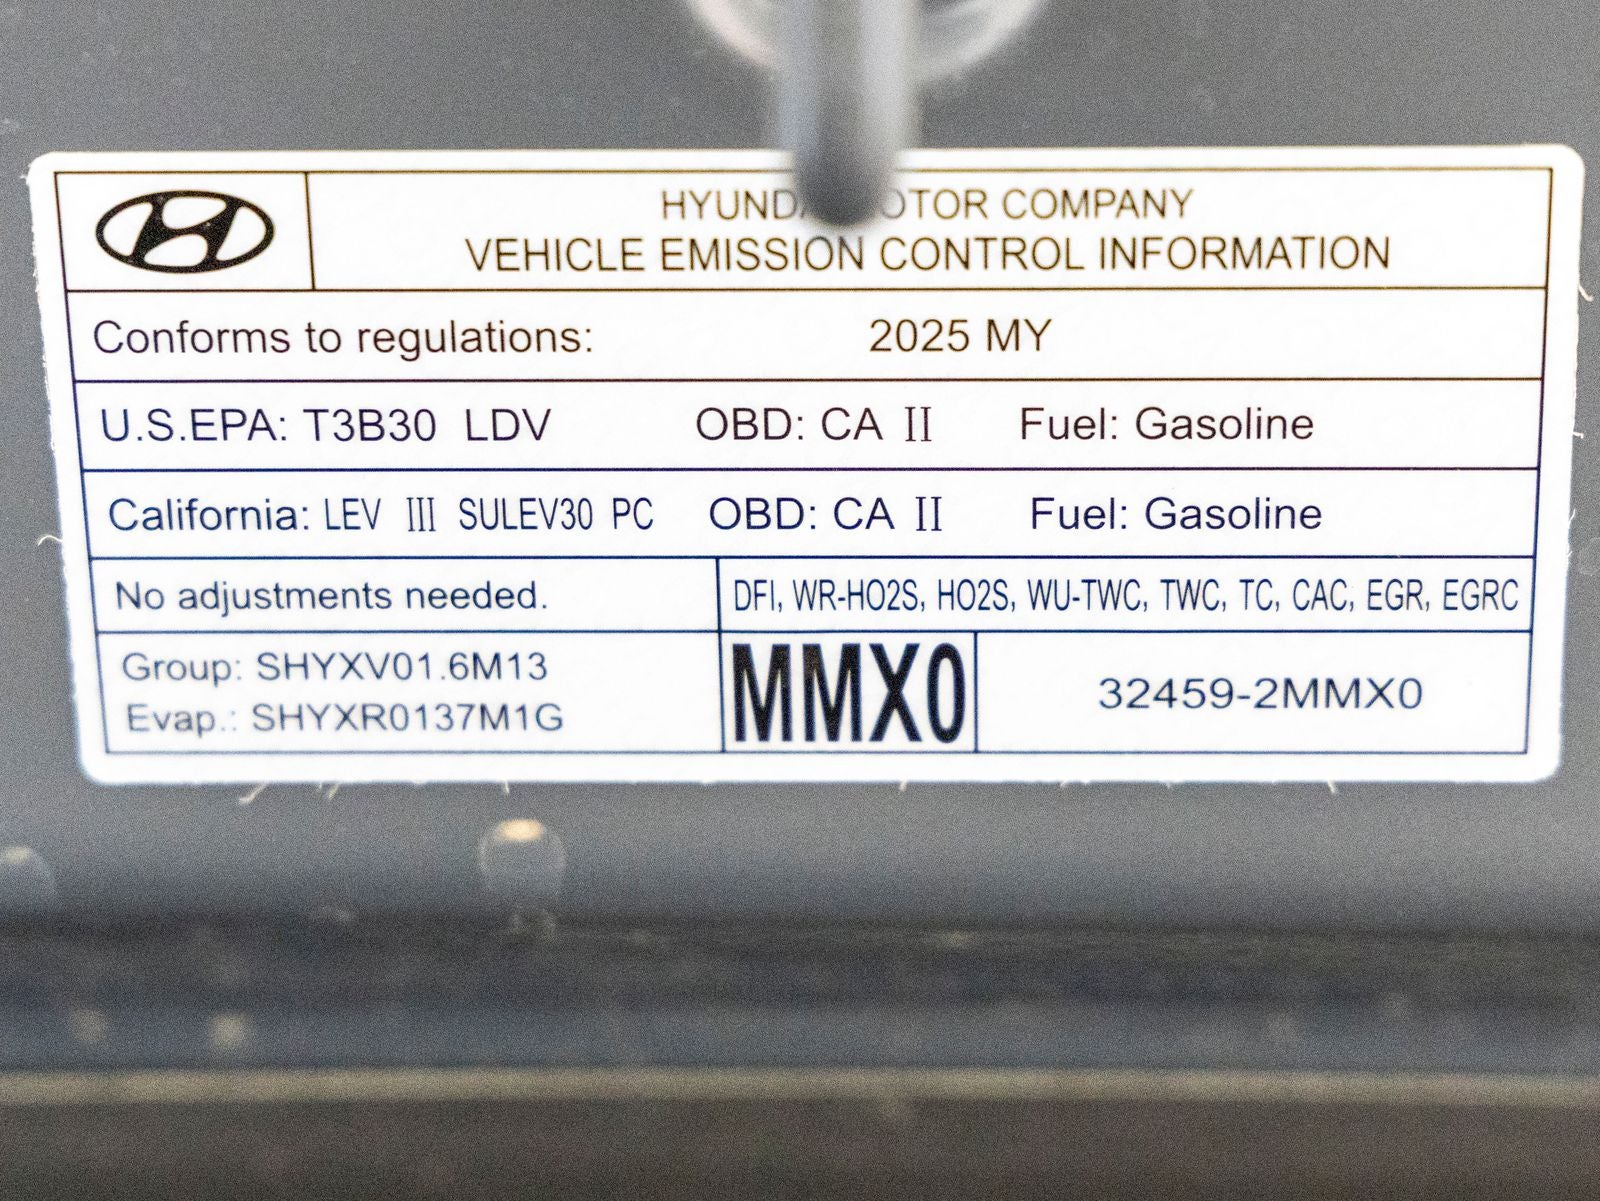 COMPANY
VEHICLE EMISSION CONTROL INFORMATION
Conforms to regulations: 2025 MY
U.S.EPA: T3B30 LDV OBD: CA II Fuel: Gasoline
California: LEV III SULEV30 PC OBD: CA II Fuel: Gasoline
No adjustments needed. DFI, WR-HO2S, HO2S, WU-TWC, TWC, TC, CAC, EGR, EGRC
Group: SHYXV01.6M13
Evap.: SHYXR0137M1G
MMX0
32459-2MMX0